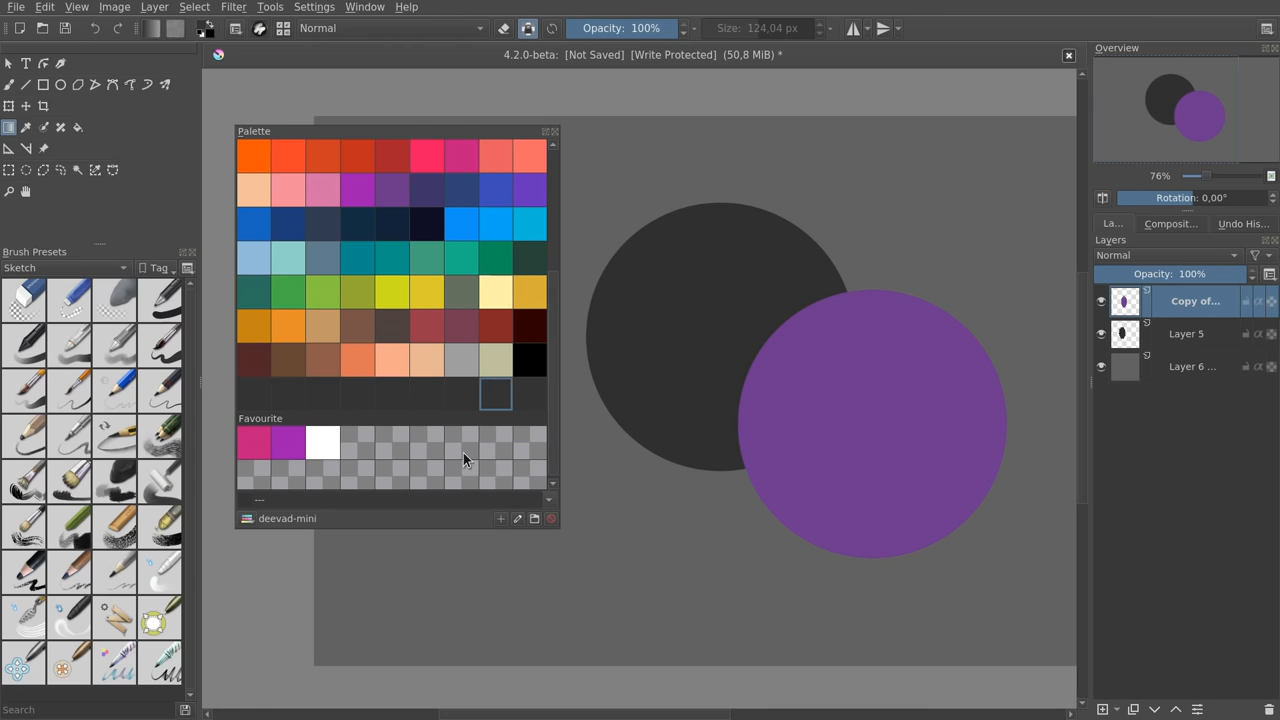 File Edit View Image Layer Select Filter Tools Settings Window Help
Normal Opacity: 100% Size: 124,04 px
4.2.0-beta: [Not Saved] [Write Protected] (50,8 MiB) *
Overview
Palette
76%
Rotation: 0,00°
La... Composit... Undo His...
Layers
Normal
Opacity: 100%
Copy of...
Layer 5
Layer 6 ...
Brush Presets
Sketch Tag
Favourite
---
deevad-mini
Search